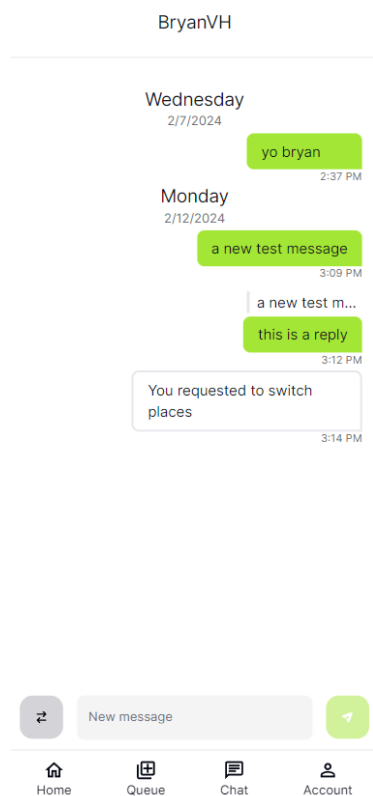 BryanVH
Wednesday
2/7/2024
yo bryan
2:37 PM
Monday
2/12/2024
a new test message
3:09 PM
a new test m...
this is a reply
3:12 PM
You requested to switch
places
3:14 PM
New message
Home Queue Chat Account